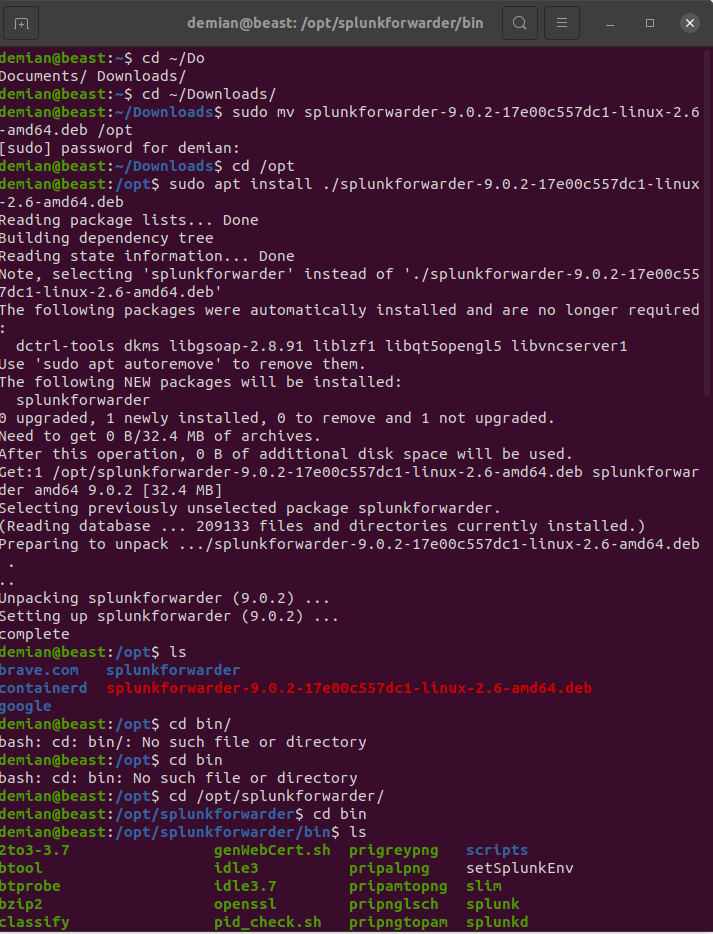 demian@beast: /opt/splunkforwarder/bin
demian@beast:~$ cd ~/Do
Documents/ Downloads/
demian@beast:~$ cd ~/Downloads/
demian@beast:~/Downloads$ sudo mv splunkforwarder-9.0.2-17e00c557dc1-linux-2.6
-amd64.deb /opt
[sudo] password for demian:
demian@beast:~/Downloads$ cd /opt
demian@beast:/opt$ sudo apt install ./splunkforwarder-9.0.2-17e00c557dc1-linux
-2.6-amd64.deb
Reading package lists... Done
Building dependency tree
Reading state information... Done
Note, selecting 'splunkforwarder' instead of './splunkforwarder-9.0.2-17e00c55
7dc1-linux-2.6-amd64.deb'
The following packages were automatically installed and are no longer required
:
  dctrl-tools dkms libgsoap-2.8.91 liblzf1 libqt5opengl5 libvncserver1
Use 'sudo apt autoremove' to remove them.
The following NEW packages will be installed:
  splunkforwarder
0 upgraded, 1 newly installed, 0 to remove and 1 not upgraded.
Need to get 0 B/32.4 MB of archives.
After this operation, 0 B of additional disk space will be used.
Get:1 /opt/splunkforwarder-9.0.2-17e00c557dc1-linux-2.6-amd64.deb splunkforwar
der amd64 9.0.2 [32.4 MB]
Selecting previously unselected package splunkforwarder.
(Reading database ... 209133 files and directories currently installed.)
Preparing to unpack .../splunkforwarder-9.0.2-17e00c557dc1-linux-2.6-amd64.deb
 .
..
Unpacking splunkforwarder (9.0.2) ...
Setting up splunkforwarder (9.0.2) ...
complete
demian@beast:/opt$ ls
brave.com   splunkforwarder
containerd  splunkforwarder-9.0.2-17e00c557dc1-linux-2.6-amd64.deb
google
demian@beast:/opt$ cd bin/
bash: cd: bin/: No such file or directory
demian@beast:/opt$ cd bin
bash: cd: bin: No such file or directory
demian@beast:/opt$ cd /opt/splunkforwarder/
demian@beast:/opt/splunkforwarder$ cd bin
demian@beast:/opt/splunkforwarder/bin$ ls
2to3-3.7                genWebCert.sh  prigreypng   scripts
btool                   idle3          pripalpng    setSplunkEnv
btprobe                 idle3.7        pripamtopng  slim
bzip2                   openssl        pripnglsch   splunk
classify                pid_check.sh   pripngtopam  splunkd